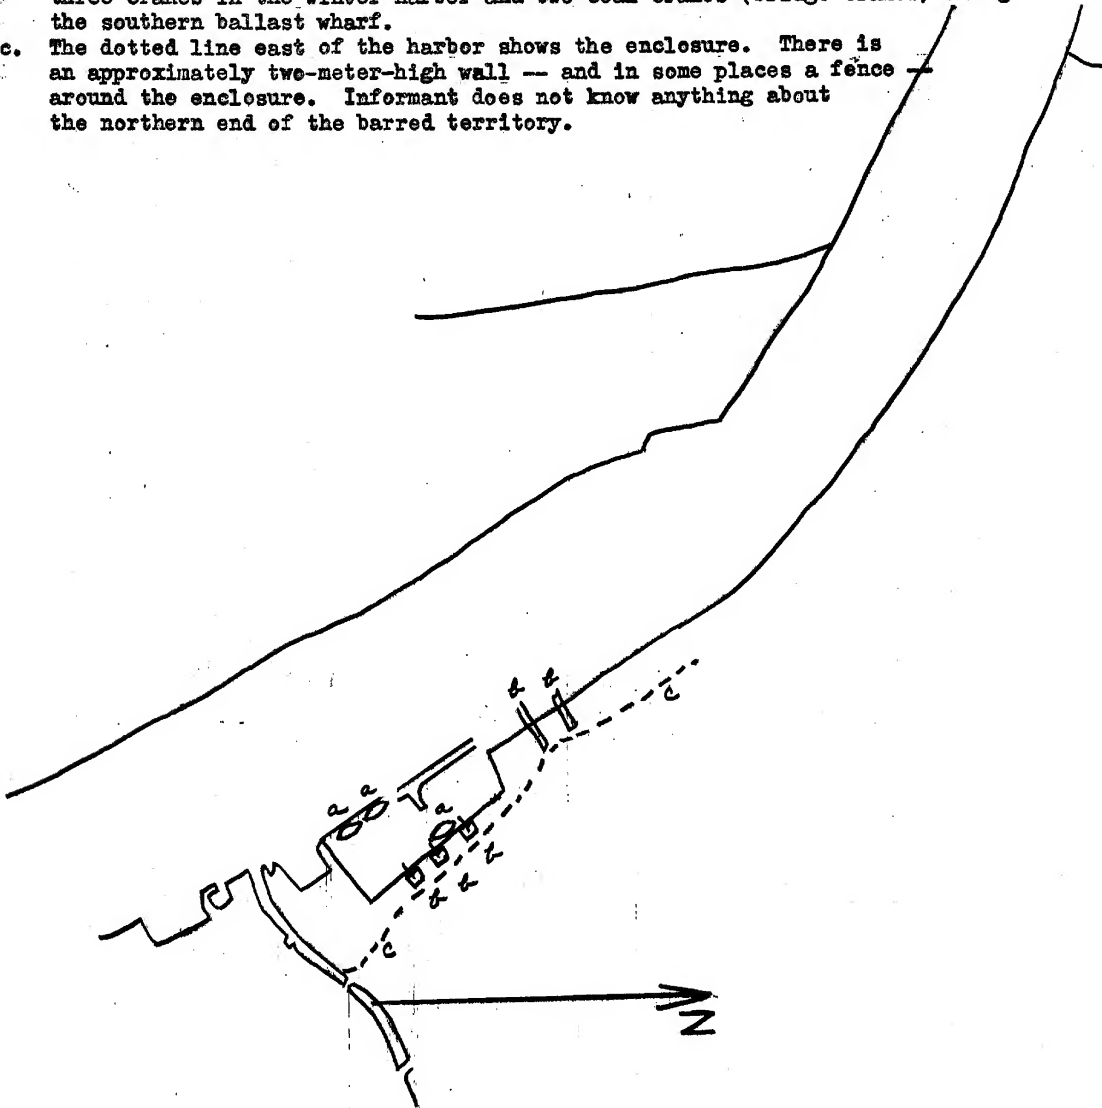 the southern ballast wharf.
c. The dotted line east of the harbor shows the enclosure. There is
an approximately two-meter-high wall -- and in some places a fence --
around the enclosure. Informant does not know anything about
the northern end of the barred territory.
b b
c
a a
a
b
b
b
c
N